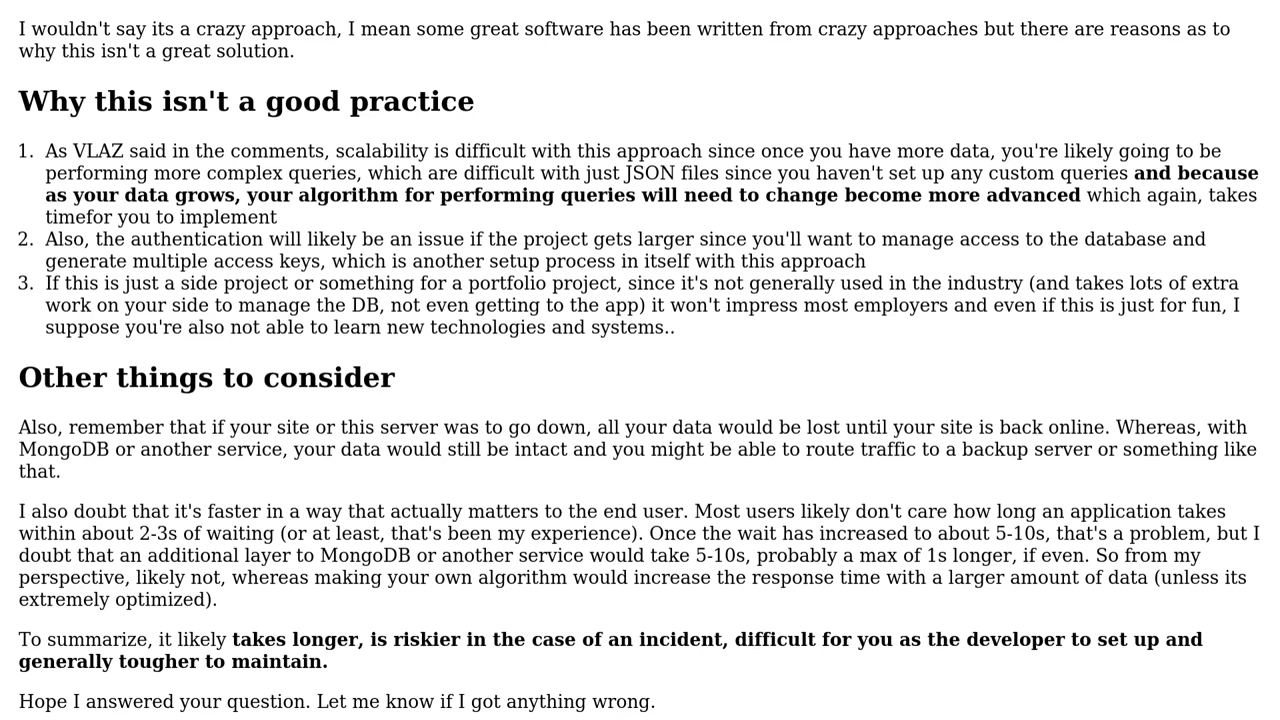 I wouldn't say its a crazy approach, I mean some great software has been written from crazy approaches but there are reasons as to
why this isn't a great solution.
Why this isn't a good practice
1. As VLAZ said in the comments, scalability is difficult with this approach since once you have more data, you're likely going to be
performing more complex queries, which are difficult with just JSON files since you haven't set up any custom queries and because
as your data grows, your algorithm for performing queries will need to change become more advanced which again, takes
timefor you to implement
2. Also, the authentication will likely be an issue if the project gets larger since you'll want to manage access to the database and
generate multiple access keys, which is another setup process in itself with this approach
3. If this is just a side project or something for a portfolio project, since it's not generally used in the industry (and takes lots of extra
work on your side to manage the DB, not even getting to the app) it won't impress most employers and even if this is just for fun, I
suppose you're also not able to learn new technologies and systems..
Other things to consider
Also, remember that if your site or this server was to go down, all your data would be lost until your site is back online. Whereas, with
MongoDB or another service, your data would still be intact and you might be able to route traffic to a backup server or something like
that.
I also doubt that it's faster in a way that actually matters to the end user. Most users likely don't care how long an application takes
within about 2-3s of waiting (or at least, that's been my experience). Once the wait has increased to about 5-10s, that's a problem, but I
doubt that an additional layer to MongoDB or another service would take 5-10s, probably a max of 1s longer, if even. So from my
perspective, likely not, whereas making your own algorithm would increase the response time with a larger amount of data (unless its
extremely optimized).
To summarize, it likely takes longer, is riskier in the case of an incident, difficult for you as the developer to set up and
generally tougher to maintain.
Hope I answered your question. Let me know if I got anything wrong.